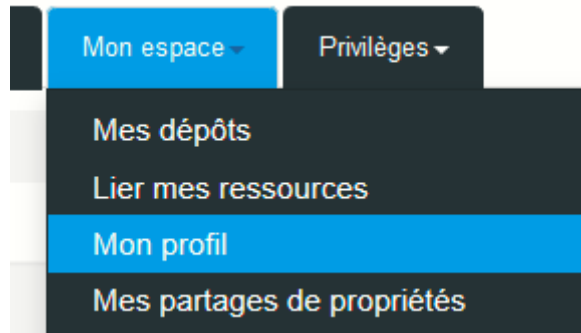 Mon espace Privilèges
Mes dépôts
Lier mes ressources
Mon profil
Mes partages de propriétés